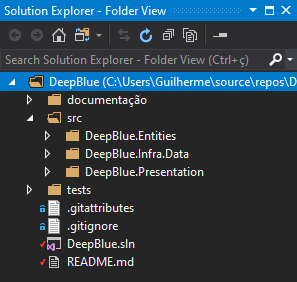 Solution Explorer - Folder View
Search Solution Explorer - Folder View (Ctrl+ç)
DeepBlue (C:\Users\Guilherme\source\repos\D
documentação
src
DeepBlue.Entities
DeepBlue.Infra.Data
DeepBlue.Presentation
tests
.gitattributes
.gitignore
DeepBlue.sln
README.md